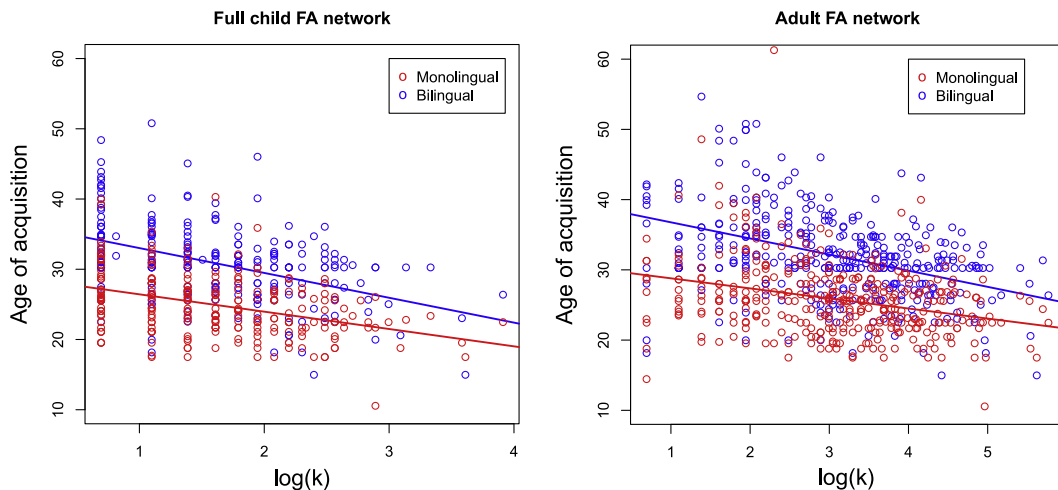 Full child FA network
Age of acquisition
60
50
40
30
20
10
Monolingual
Bilingual
1
2
3
4
log(k)
Adult FA network
Age of acquisition
60
50
40
30
20
10
Monolingual
Bilingual
1
2
3
4
5
log(k)